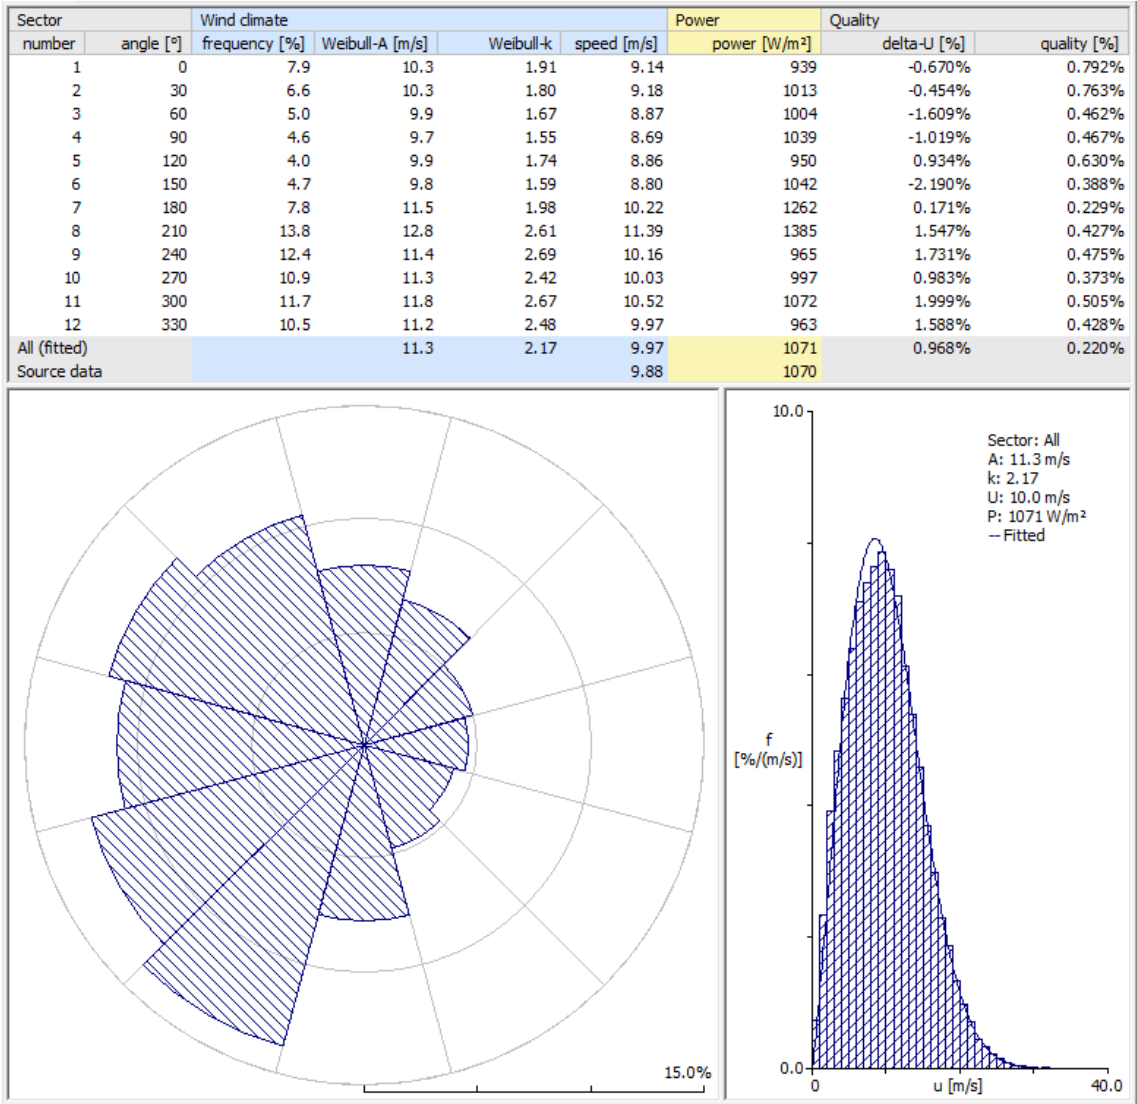 Sector Wind climate Power Quality
number angle [º] frequency [%] Weibull-A [m/s] Weibull-k speed [m/s] power [W/m²] delta-U [%] quality [%]
1 0 7.9 10.3 1.91 9.14 939 -0.670% 0.792%
2 30 6.6 10.3 1.80 9.18 1013 -0.454% 0.763%
3 60 5.0 9.9 1.67 8.87 1004 -1.609% 0.462%
4 90 4.6 9.7 1.55 8.69 1039 -1.019% 0.467%
5 120 4.0 9.9 1.74 8.86 950 0.934% 0.630%
6 150 4.7 9.8 1.59 8.80 1042 -2.190% 0.388%
7 180 7.8 11.5 1.98 10.22 1262 0.171% 0.229%
8 210 13.8 12.8 2.61 11.39 1385 1.547% 0.427%
9 240 12.4 11.4 2.69 10.16 965 1.731% 0.475%
10 270 10.9 11.3 2.42 10.03 997 0.983% 0.373%
11 300 11.7 11.8 2.67 10.52 1072 1.999% 0.505%
12 330 10.5 11.2 2.48 9.97 963 1.588% 0.428%
All (fitted) 11.3 2.17 9.97 1071 0.968% 0.220%
Source data 9.88 1070
15.0%
10.0
Sector: All
A: 11.3 m/s
k: 2.17
U: 10.0 m/s
P: 1071 W/m²
-- Fitted
f
[%/(m/s)]
0.0
0 u [m/s] 40.0